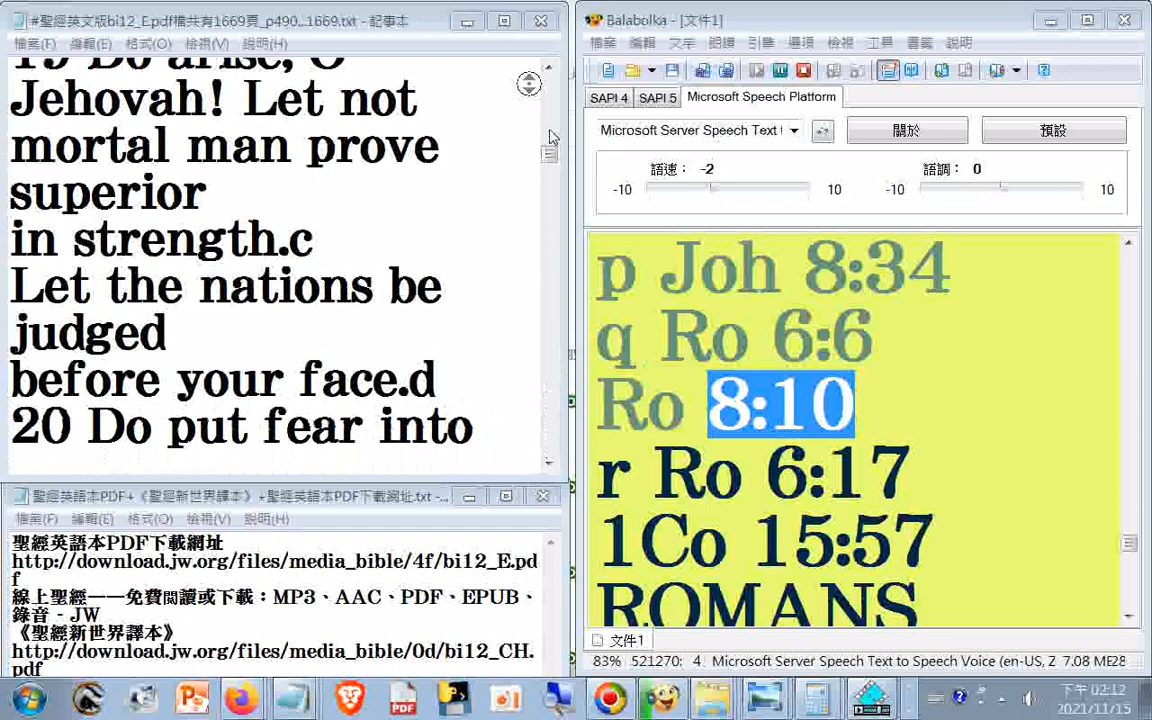 #聖經英文版bi12_E.pdf檔共有1669頁_p490,..1669.txt - 記事本
檔案(F) 編輯(E) 格式(O) 檢視(V) 說明(H)
19 Do arise, O
Jehovah! Let not
mortal man prove
superior
in strength.c
Let the nations be
judged
before your face.d
20 Do put fear into
聖經英語本PDF+《聖經新世界譯本》+聖經英語本PDF下載網址.txt -...
檔案(F) 編輯(E) 格式(O) 檢視(V) 說明(H)
聖經英語本PDF下載網址
http://download.jw.org/files/media_bible/4f/bi12_E.pd
f
線上聖經——免費閱讀或下載：MP3、AAC、PDF、EPUB、
錄音 - JW
《聖經新世界譯本》
http://download.jw.org/files/media_bible/0d/bi12_CH.
pdf
Balabolka - [文件1]
檔案 編輯 文字 朗讀 引擎 選項 檢視 工具 書籤 說明
SAPI 4 SAPI 5 Microsoft Speech Platform
Microsoft Server Speech Text 關於 預設
語速： -2 語調： 0
-10 10 -10 10
p Joh 8:34
q Ro 6:6
Ro 8:10
r Ro 6:17
1Co 15:57
ROMANS
文件1
83% 521270: 4 Microsoft Server Speech Text to Speech Voice (en-US, Z 7.08 ME28
下午 02:12
2021/11/15